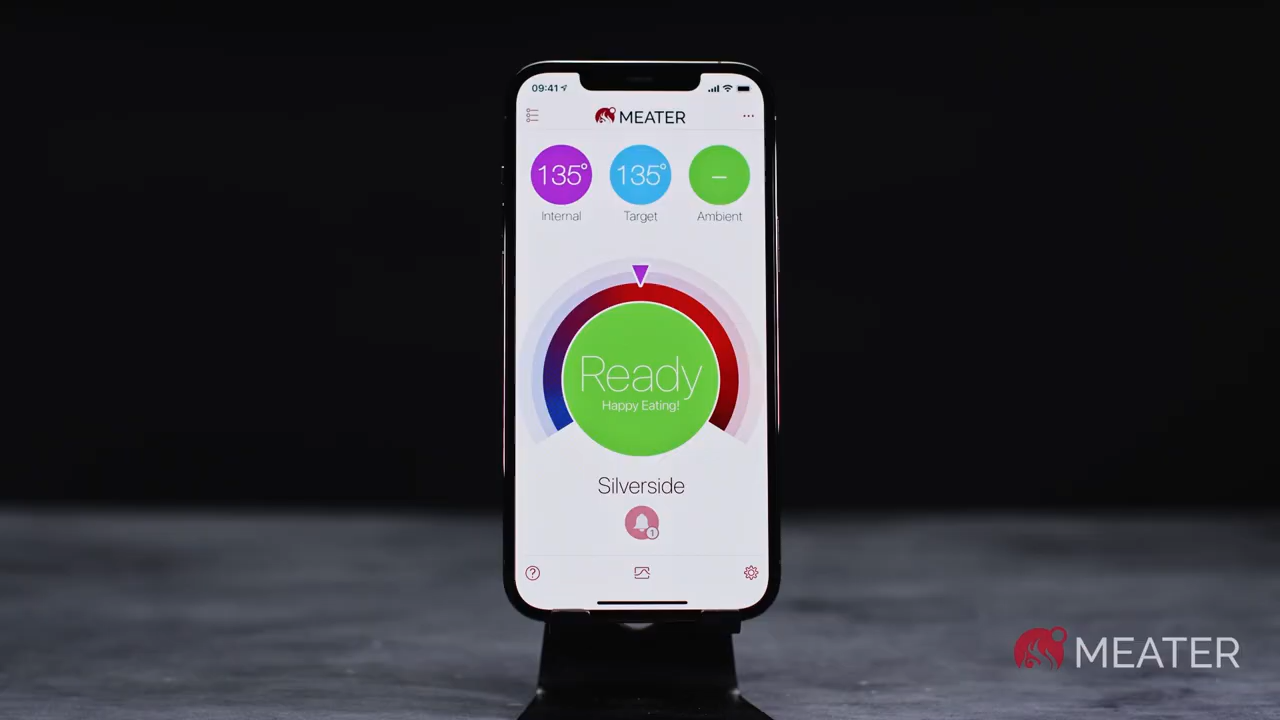 09:41
MEATER
135° 135° –
Internal Target Ambient
Ready
Happy Eating!
Silverside
1
?
MEATER